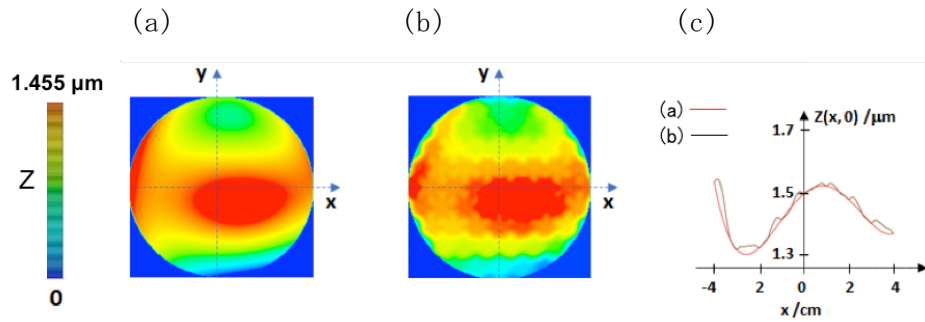 (a)
(b)
(c)
1.455 μm
Z
0
y
x
y
x
(a)
(b)
Z(x, 0) /μm
1.7
1.5
1.3
-4 2 0 2 4
x /cm